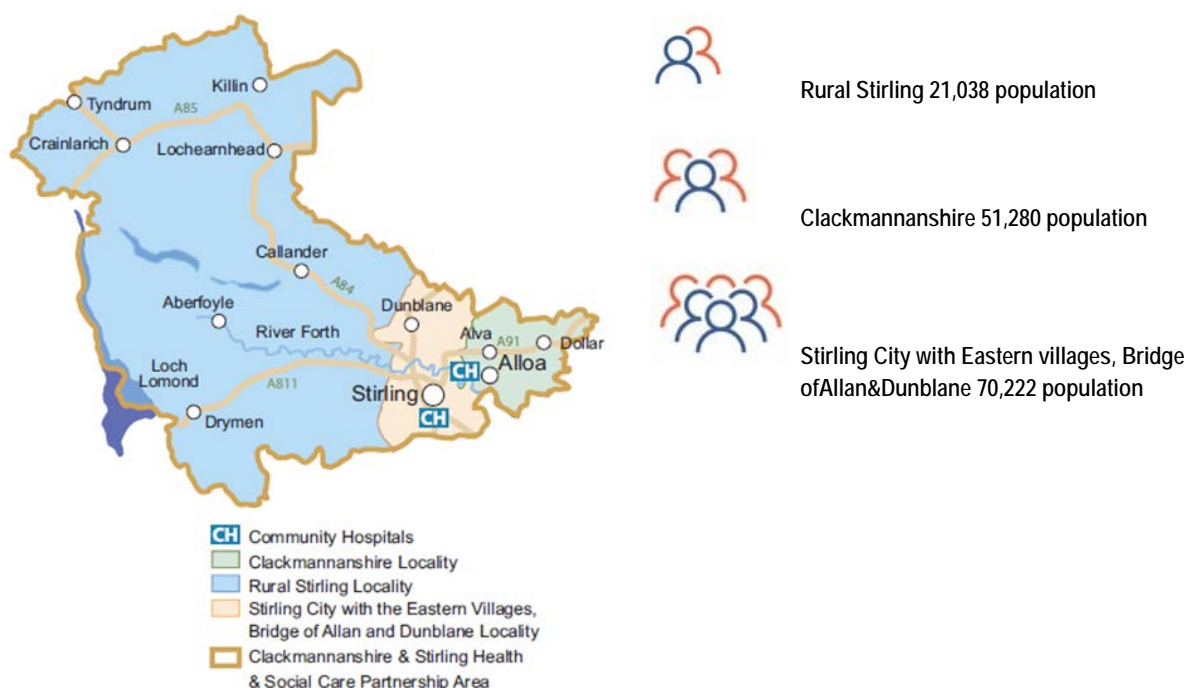 Killin
Tyndrum
A85
Crainlarich
Lochearnhead
Callander
A84
Aberfoyle
Dunblane
River Forth
Alva
A91
Dollar
Loch
Lomond
CH
Alloa
A811
Stirling
Drymen
CH
CH Community Hospitals
Clackmannanshire Locality
Rural Stirling Locality
Stirling City with the Eastern Villages,
Bridge of Allan and Dunblane Locality
Clackmannanshire & Stirling Health
& Social Care Partnership Area
Rural Stirling 21,038 population
Clackmannanshire 51,280 population
Stirling City with Eastern villages, Bridge
ofAllan&Dunblane 70,222 population